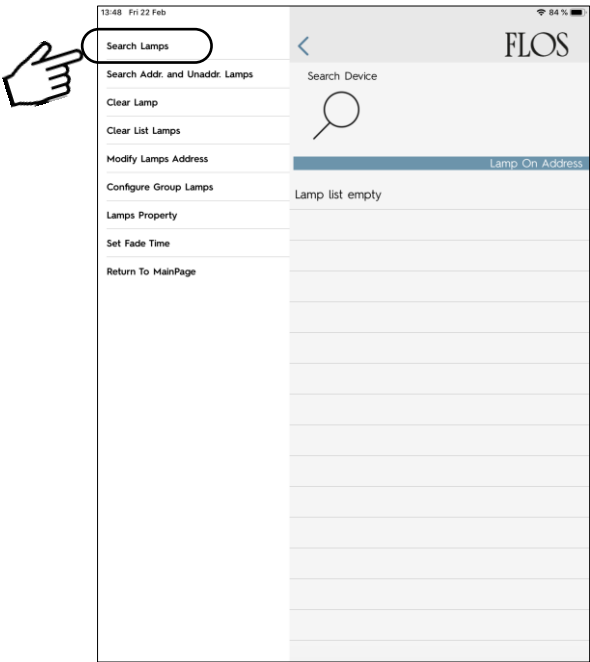 13:48 Fri 22 Feb
84 %
Search Lamps
Search Addr. and Unaddr. Lamps
Clear Lamp
Clear List Lamps
Modify Lamps Address
Configure Group Lamps
Lamps Property
Set Fade Time
Return To MainPage
FLOS
Search Device
Lamp On Address
Lamp list empty